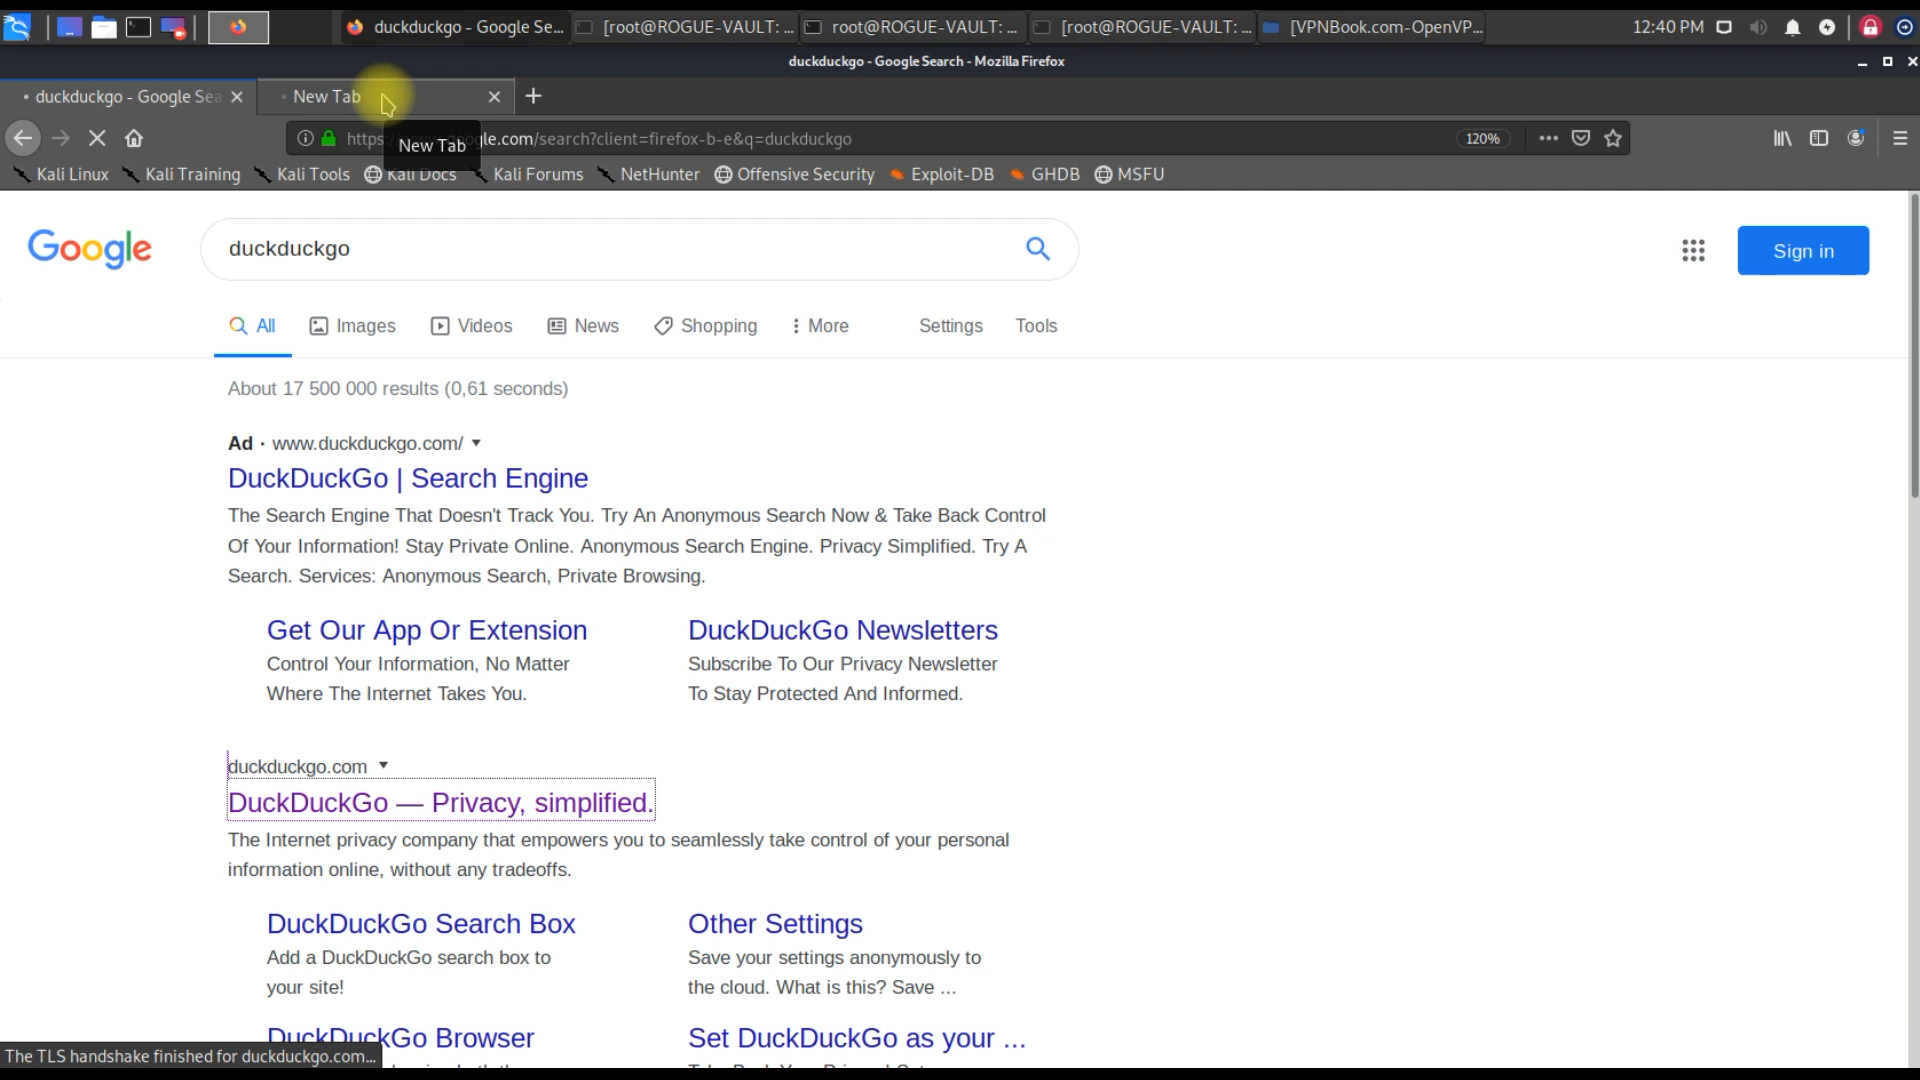 duckduckgo - Google Se...
[root@ROGUE-VAULT: ...
root@ROGUE-VAULT: ...
[root@ROGUE-VAULT: ...
[VPNBook.com-OpenVP...
12:40 PM
duckduckgo - Google Search - Mozilla Firefox
duckduckgo - Google Sea
New Tab
google.com/search?client=firefox-b-e&q=duckduckgo
120%
New Tab
Kali Linux
Kali Training
Kali Tools
Kali Docs
Kali Forums
NetHunter
Offensive Security
Exploit-DB
GHDB
MSFU
Google
duckduckgo
Sign in
All
Images
Videos
News
Shopping
More
Settings
Tools
About 17 500 000 results (0,61 seconds)
Ad · www.duckduckgo.com/
DuckDuckGo | Search Engine
The Search Engine That Doesn't Track You. Try An Anonymous Search Now & Take Back Control
Of Your Information! Stay Private Online. Anonymous Search Engine. Privacy Simplified. Try A
Search. Services: Anonymous Search, Private Browsing.
Get Our App Or Extension
Control Your Information, No Matter
Where The Internet Takes You.
DuckDuckGo Newsletters
Subscribe To Our Privacy Newsletter
To Stay Protected And Informed.
duckduckgo.com
DuckDuckGo — Privacy, simplified.
The Internet privacy company that empowers you to seamlessly take control of your personal
information online, without any tradeoffs.
DuckDuckGo Search Box
Add a DuckDuckGo search box to
your site!
Other Settings
Save your settings anonymously to
the cloud. What is this? Save ...
DuckDuckGo Browser
Set DuckDuckGo as your ...
The TLS handshake finished for duckduckgo.com...